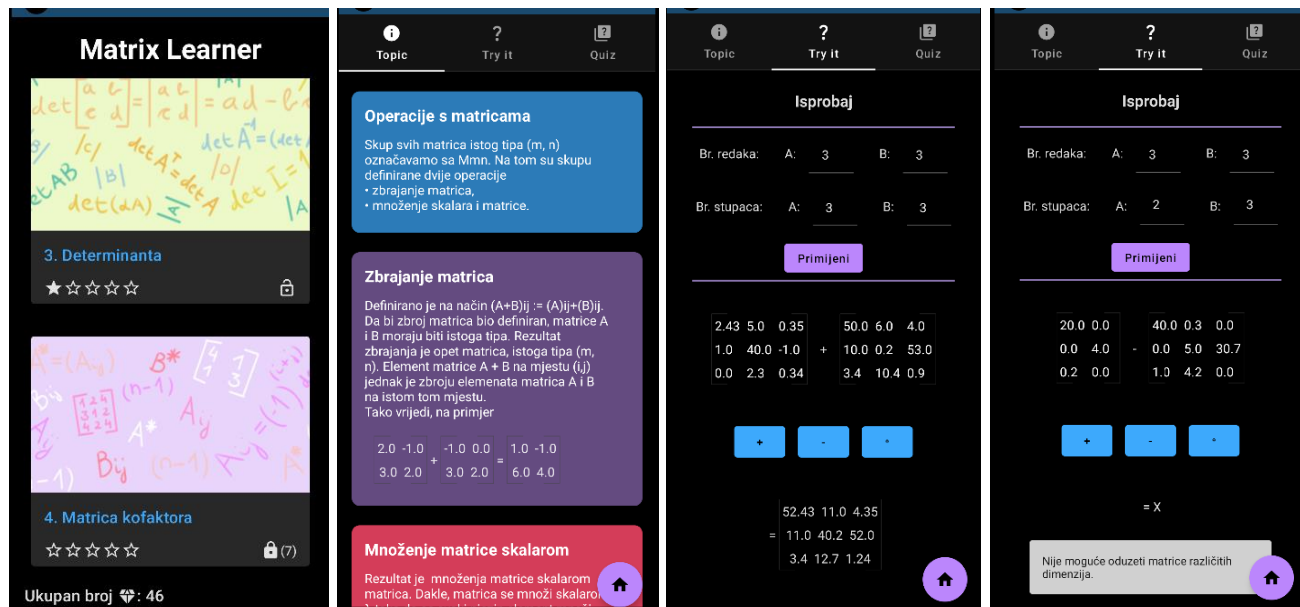 Matrix Learner
3. Determinanta
4. Matrica kofaktora
(7)
Ukupan broj : 46
Topic
Try it
Quiz
Operacije s matricama
Skup svih matrica istog tipa (m, n)
označavamo sa Mmn. Na tom su skupu
definirane dvije operacije
• zbrajanje matrica,
• množenje skalara i matrice.
Zbrajanje matrica
Definirano je na način (A+B)ij := (A)ij+(B)ij.
Da bi zbroj matrica bio definiran, matrice A
i B moraju biti istoga tipa. Rezultat
zbrajanja je opet matrica, istoga tipa (m,
n). Element matrice A + B na mjestu (i,j)
jednak je zbroju elemenata matrica A i B
na istom tom mjestu.
Tako vrijedi, na primjer
2.0 -1.0 + -1.0 0.0 = 1.0 -1.0
3.0 2.0 3.0 2.0 6.0 4.0
Množenje matrice skalarom
Rezultat je množenja matrice skalarom
matrica. Dakle, matrica se množi
Topic
Try it
Quiz
Isprobaj
Br. redaka: A: 3 B: 3
Br. stupaca: A: 3 B: 3
Primijeni
2.43 5.0 0.35 50.0 6.0 4.0
1.0 40.0 -1.0 + 10.0 0.2 53.0
0.0 2.3 0.34 3.4 10.4 0.9
+ - *
52.43 11.0 4.35
= 11.0 40.2 52.0
3.4 12.7 1.24
Topic
Try it
Quiz
Isprobaj
Br. redaka: A: 3 B: 3
Br. stupaca: A: 2 B: 3
Primijeni
20.0 0.0 40.0 0.3 0.0
0.0 4.0 - 0.0 5.0 30.7
0.2 0.0 1.0 4.2 0.0
+ - *
= X
Nije moguće oduzeti matrice različitih
dimenzija.